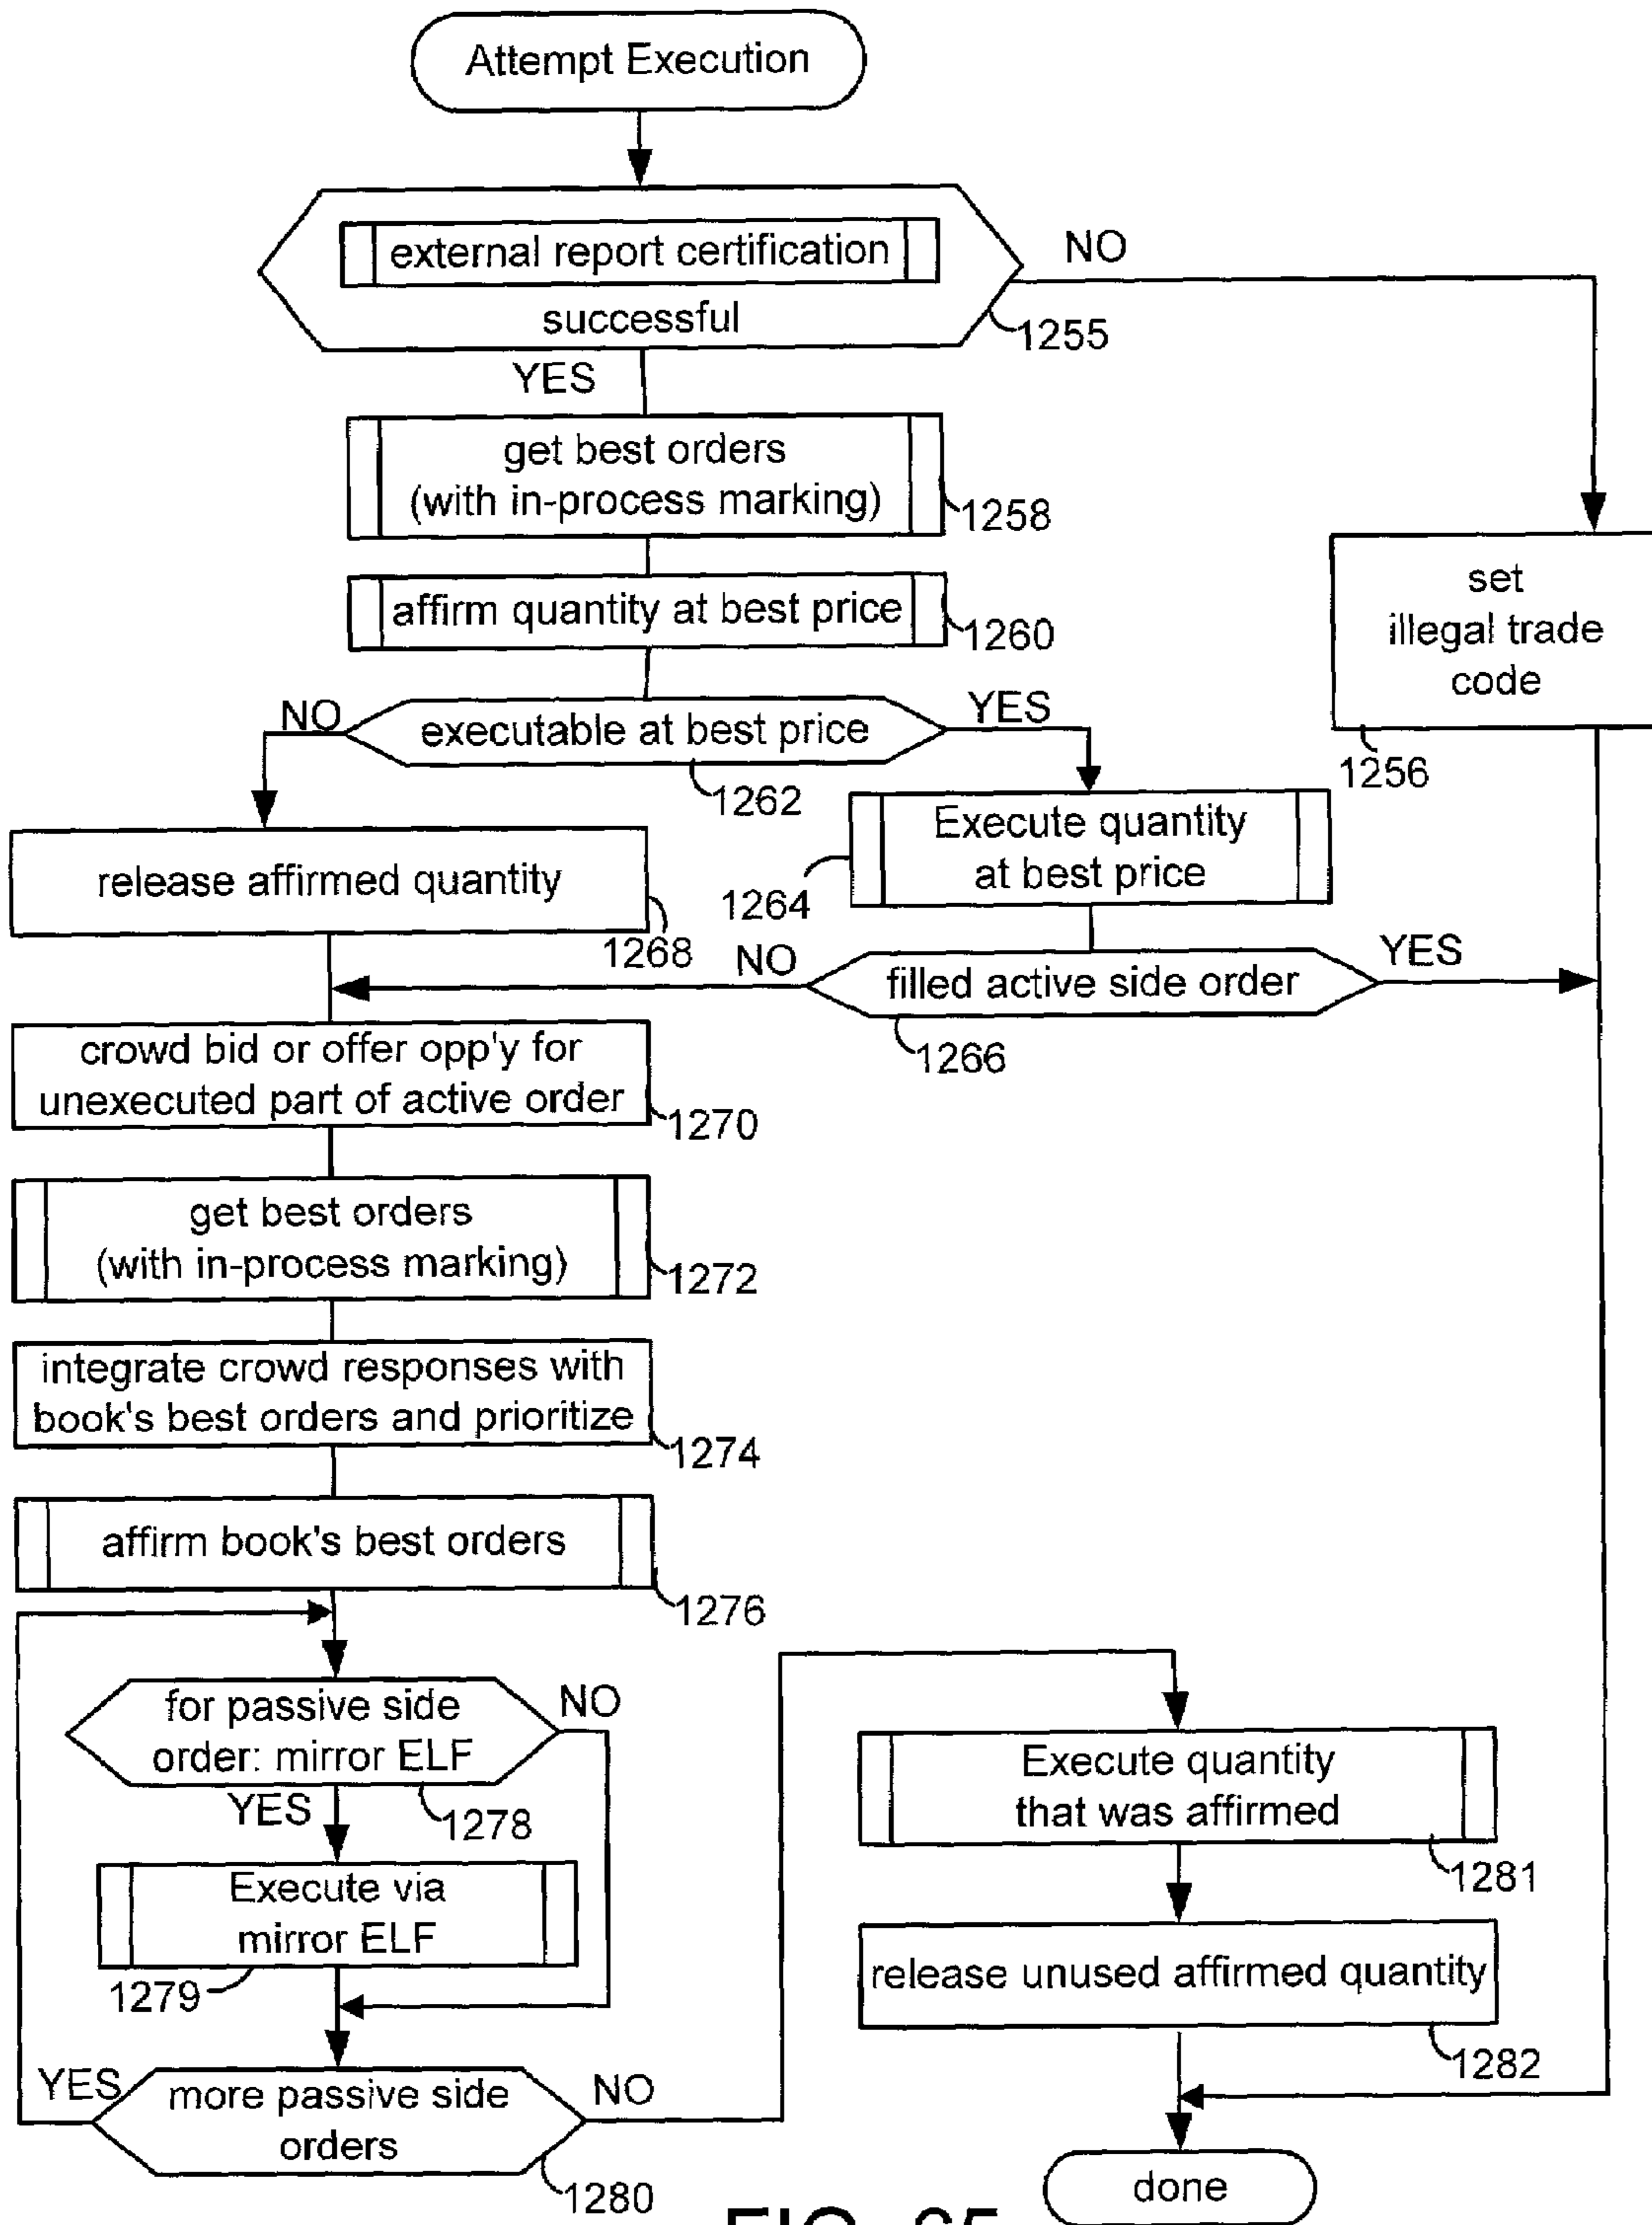 Attempt Execution
external report certification
successful
NO
1255
YES
get best orders
(with in-process marking)
1258
affirm quantity at best price
1260
set
illegal trade
code
1256
NO
executable at best price
YES
1262
release affirmed quantity
1268
Execute quantity
at best price
1264
NO
filled active side order
YES
1266
crowd bid or offer opp'y for
unexecuted part of active order
1270
get best orders
(with in-process marking)
1272
integrate crowd responses with
book's best orders and prioritize
1274
affirm book's best orders
1276
for passive side
order: mirror ELF
NO
YES
1278
Execute via
mirror ELF
1279
YES
more passive side
orders
NO
1280
Execute quantity
that was affirmed
1281
release unused affirmed quantity
1282
done
FIG. 65